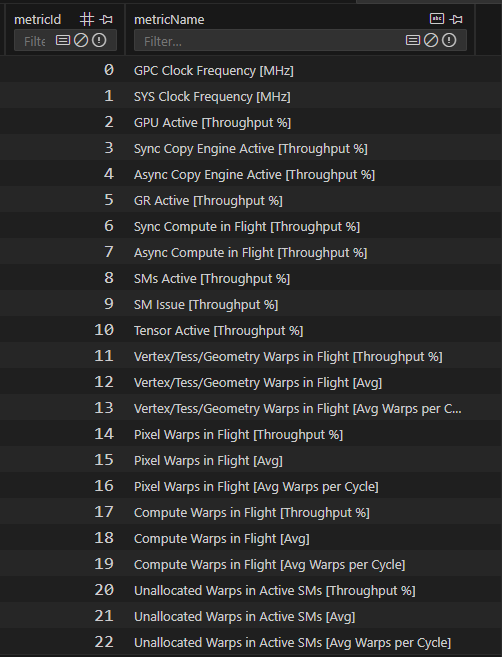 metricId metricName
Filte Filter...
0 GPC Clock Frequency [MHz]
1 SYS Clock Frequency [MHz]
2 GPU Active [Throughput %]
3 Sync Copy Engine Active [Throughput %]
4 Async Copy Engine Active [Throughput %]
5 GR Active [Throughput %]
6 Sync Compute in Flight [Throughput %]
7 Async Compute in Flight [Throughput %]
8 SMs Active [Throughput %]
9 SM Issue [Throughput %]
10 Tensor Active [Throughput %]
11 Vertex/Tess/Geometry Warps in Flight [Throughput %]
12 Vertex/Tess/Geometry Warps in Flight [Avg]
13 Vertex/Tess/Geometry Warps in Flight [Avg Warps per C...
14 Pixel Warps in Flight [Throughput %]
15 Pixel Warps in Flight [Avg]
16 Pixel Warps in Flight [Avg Warps per Cycle]
17 Compute Warps in Flight [Throughput %]
18 Compute Warps in Flight [Avg]
19 Compute Warps in Flight [Avg Warps per Cycle]
20 Unallocated Warps in Active SMs [Throughput %]
21 Unallocated Warps in Active SMs [Avg]
22 Unallocated Warps in Active SMs [Avg Warps per Cycle]